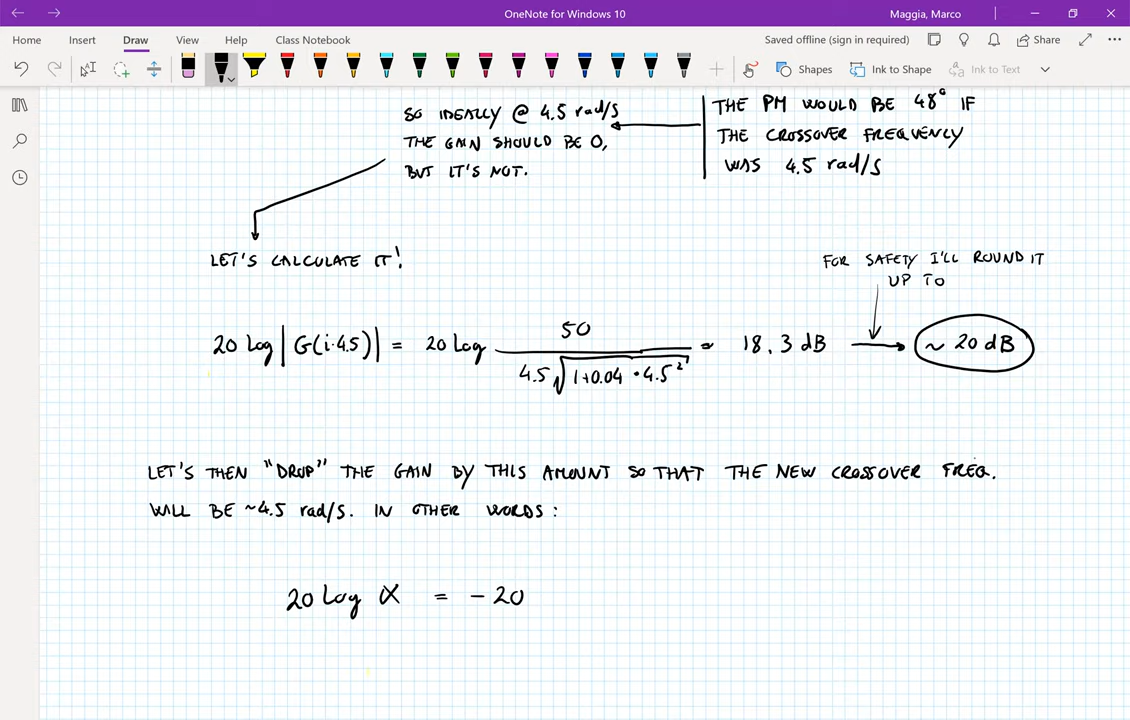 OneNote for Windows 10
Maggia, Marco
Home Insert Draw View Help Class Notebook
Saved offline (sign in required)
Share
Shapes
Ink to Shape
Ink to Text
SO IDEALLY @ 4.5 rad/s
THE GAIN SHOULD BE 0,
BUT IT'S NOT.
THE PM WOULD BE 48° IF
THE CROSSOVER FREQUENCY
WAS 4.5 rad/s
LET'S CALCULATE IT!
FOR SAFETY I'LL ROUND IT
UP TO
20 Log |G(i·4.5)| = 20 Log 50 / 4.5√(1+0.04 · 4.5²) = 18.3 dB → ~ 20 dB
LET'S THEN "DROP" THE GAIN BY THIS AMOUNT SO THAT THE NEW CROSSOVER FREQ.
WILL BE ~4.5 rad/s. IN OTHER WORDS:
20 Log α = - 20